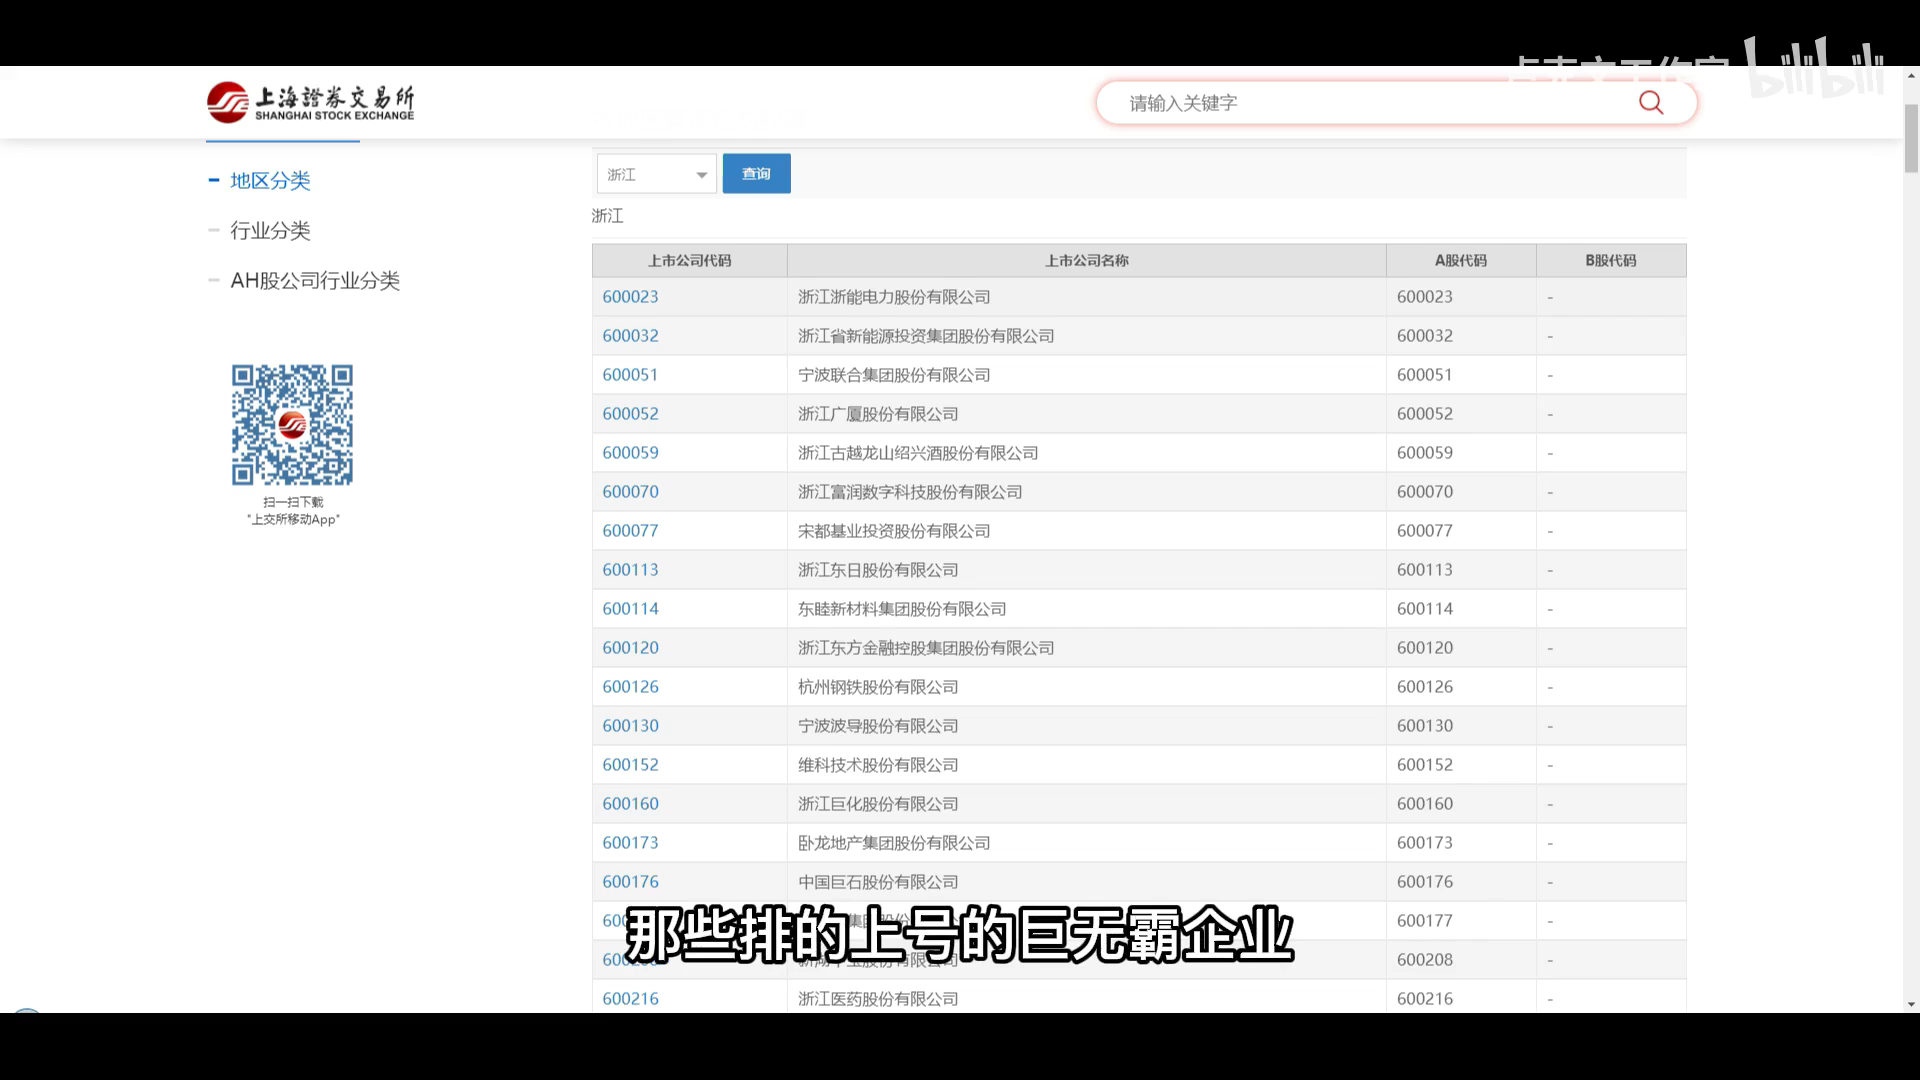 bilibili
上海證券交易所
SHANGHAI STOCK EXCHANGE
请输入关键字
地区分类
行业分类
AH股公司行业分类
扫一扫下载
"上交所移动App"
浙江 查询
浙江
上市公司代码 上市公司名称 A股代码 B股代码
600023 浙江浙能电力股份有限公司 600023 -
600032 浙江省新能源投资集团股份有限公司 600032 -
600051 宁波联合集团股份有限公司 600051 -
600052 浙江广厦股份有限公司 600052 -
600059 浙江古越龙山绍兴酒股份有限公司 600059 -
600070 浙江富润数字科技股份有限公司 600070 -
600077 宋都基业投资股份有限公司 600077 -
600113 浙江东日股份有限公司 600113 -
600114 东睦新材料集团股份有限公司 600114 -
600120 浙江东方金融控股集团股份有限公司 600120 -
600126 杭州钢铁股份有限公司 600126 -
600130 宁波波导股份有限公司 600130 -
600152 维科技术股份有限公司 600152 -
600160 浙江巨化股份有限公司 600160 -
600173 卧龙地产集团股份有限公司 600173 -
600176 中国巨石股份有限公司 600176 -
600177 -
那些排的上号的巨无霸企业
股份有限公司 600208 -
600216 浙江医药股份有限公司 600216 -